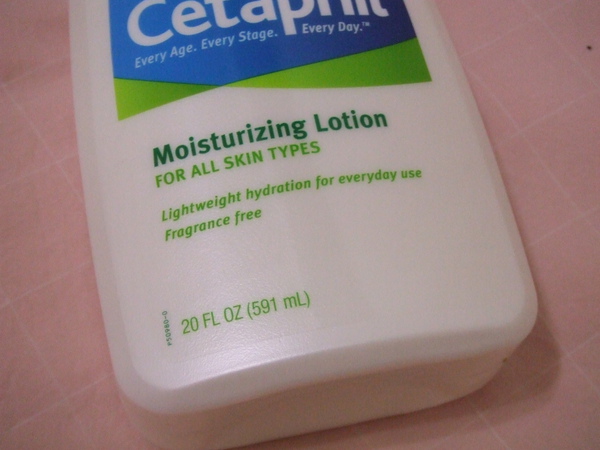 Cetaphil
Every Age. Every Stage. Every Day.™
Moisturizing Lotion
FOR ALL SKIN TYPES
Lightweight hydration for everyday use
Fragrance free
20 FL OZ (591 mL)